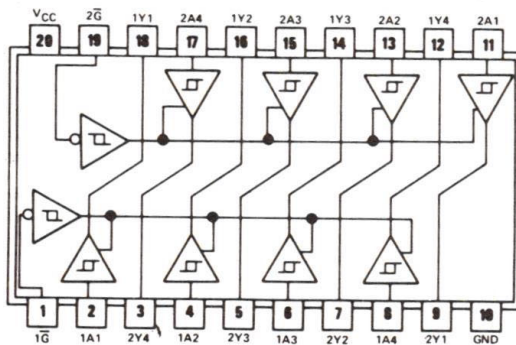 VCC 2G̅ 1Y1 2A4 1Y2 2A3 1Y3 2A2 1Y4 2A1
20 19 18 17 16 15 14 13 12 11
1 2 3 4 5 6 7 8 9 10
1G̅ 1A1 2Y4 1A2 2Y3 1A3 2Y2 1A4 2Y1 GND